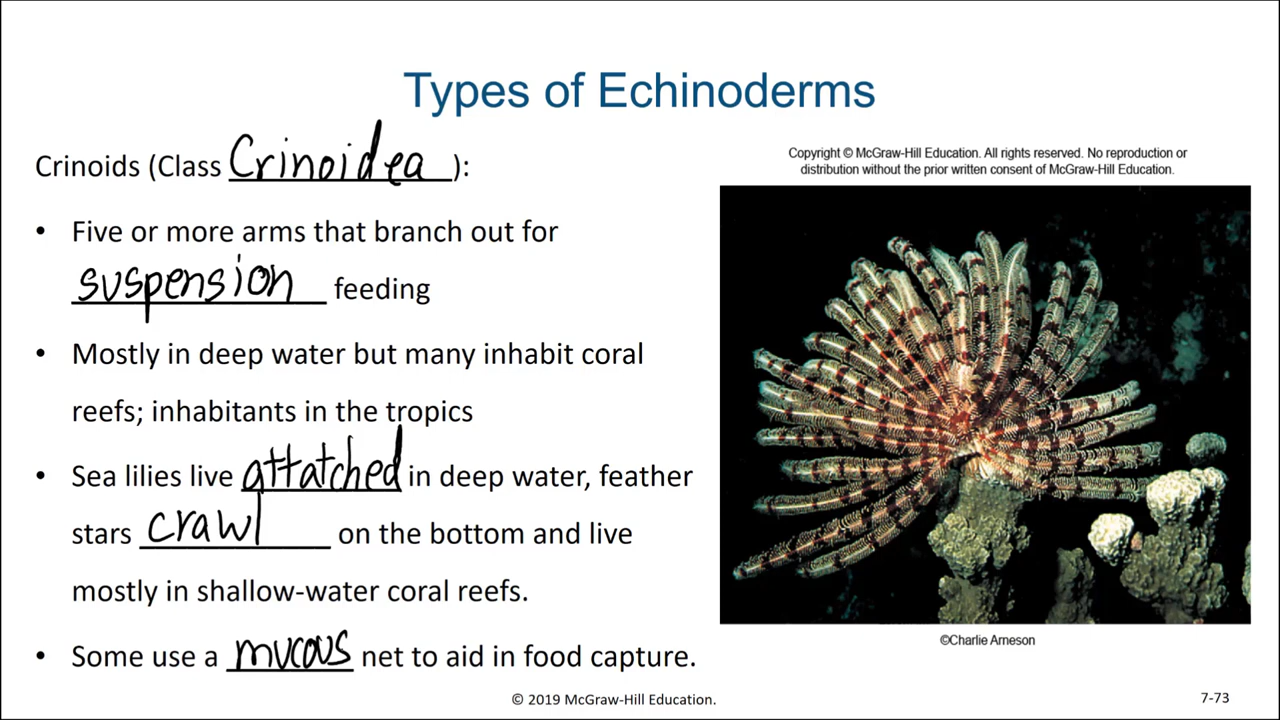 Types of Echinoderms
Crinoids (Class Crinoidea):
• Five or more arms that branch out for
suspension feeding
• Mostly in deep water but many inhabit coral
reefs; inhabitants in the tropics
• Sea lilies live attatched in deep water, feather
stars crawl on the bottom and live
mostly in shallow-water coral reefs.
• Some use a mucous net to aid in food capture.
Copyright © McGraw-Hill Education. All rights reserved. No reproduction or
distribution without the prior written consent of McGraw-Hill Education.
©Charlie Arneson
© 2019 McGraw-Hill Education.
7-73